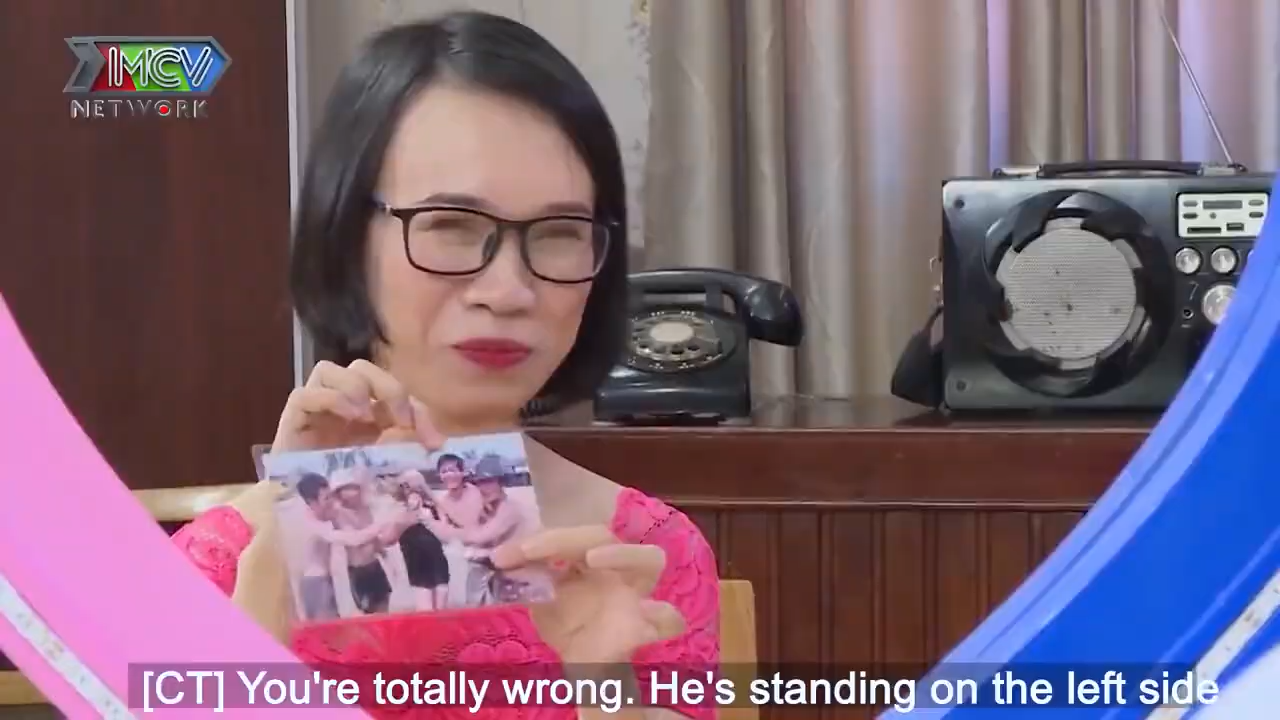 MCV
NETWORK
[CT] You're totally wrong. He's standing on the left side